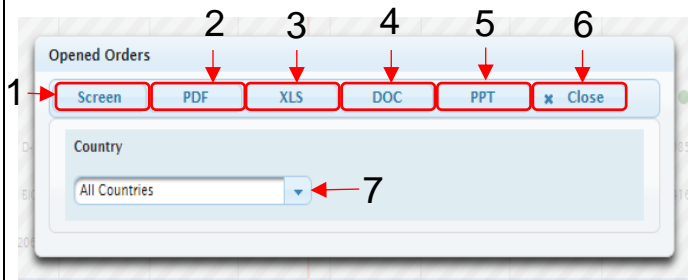 2 3 4 5 6
Opened Orders
1 Screen PDF XLS DOC PPT × Close
Country
All Countries 7